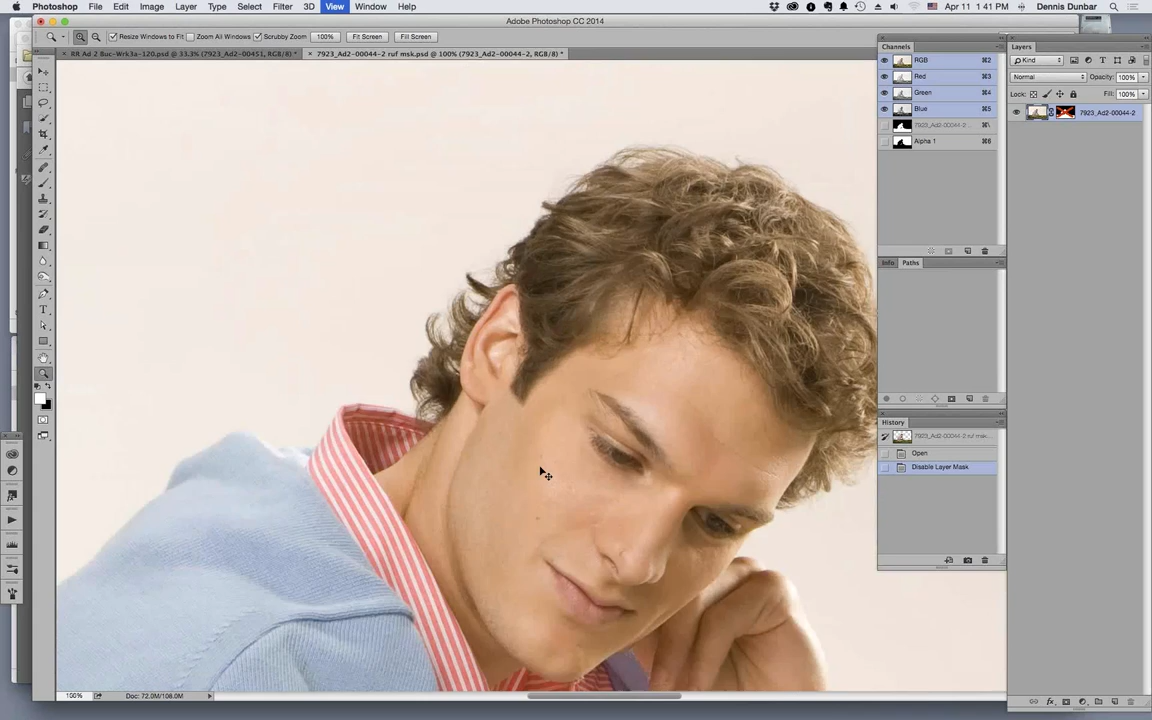 Photoshop File Edit Image Layer Type Select Filter 3D View Window Help Apr 11 1:41 PM Dennis Dunbar
Adobe Photoshop CC 2014
Resize Windows to Fit Zoom All Windows Scrubby Zoom 100% Fit Screen Fill Screen
RR Ad 2 Buc-Wrk3a-120.psd @ 33.3% (7923_Ad2-00451, RGB/8) * 7923_Ad2-00044-2 ruf msk.psd @ 100% (7923_Ad2-00044-2, RGB/8) *
Channels
RGB ⌘2
Red ⌘3
Green ⌘4
Blue ⌘5
7923_Ad2-00044-2 ... ⌘\
Alpha 1 ⌘6
Info Paths
History
7923_Ad2-00044-2 ruf msk...
Open
Disable Layer Mask
Layers
Kind
Normal Opacity: 100%
Lock: Fill: 100%
7923_Ad2-00044-2
100% Doc: 72.0M/106.0M